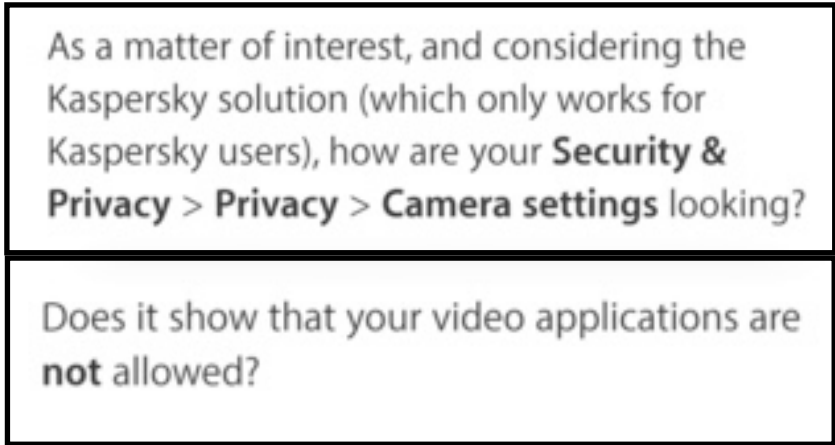 As a matter of interest, and considering the
Kaspersky solution (which only works for
Kaspersky users), how are your Security &
Privacy > Privacy > Camera settings looking?
Does it show that your video applications are
not allowed?